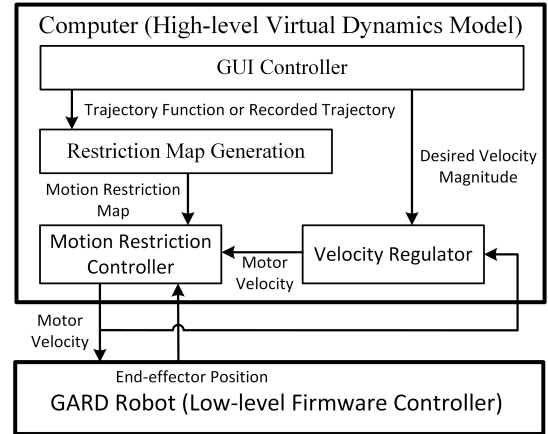 Computer (High-level Virtual Dynamics Model)
GUI Controller
Trajectory Function or Recorded Trajectory
Restriction Map Generation
Desired Velocity
Magnitude
Motion Restriction
Map
Motion Restriction
Controller
Motor
Velocity
Velocity Regulator
Motor
Velocity
End-effector Position
GARD Robot (Low-level Firmware Controller)